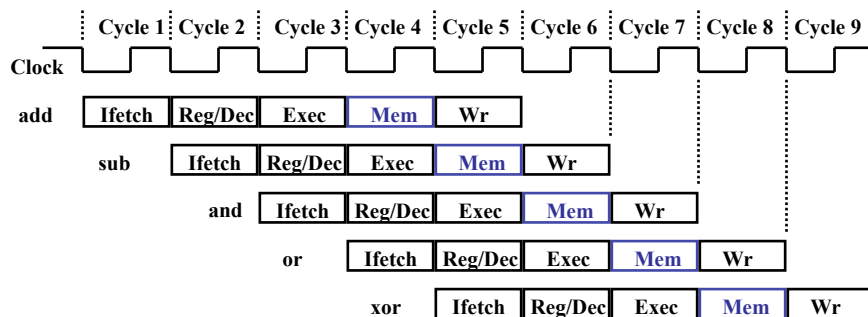 Cycle 1 Cycle 2 Cycle 3 Cycle 4 Cycle 5 Cycle 6 Cycle 7 Cycle 8 Cycle 9
Clock
add Ifetch Reg/Dec Exec Mem Wr
sub Ifetch Reg/Dec Exec Mem Wr
and Ifetch Reg/Dec Exec Mem Wr
or Ifetch Reg/Dec Exec Mem Wr
xor Ifetch Reg/Dec Exec Mem Wr